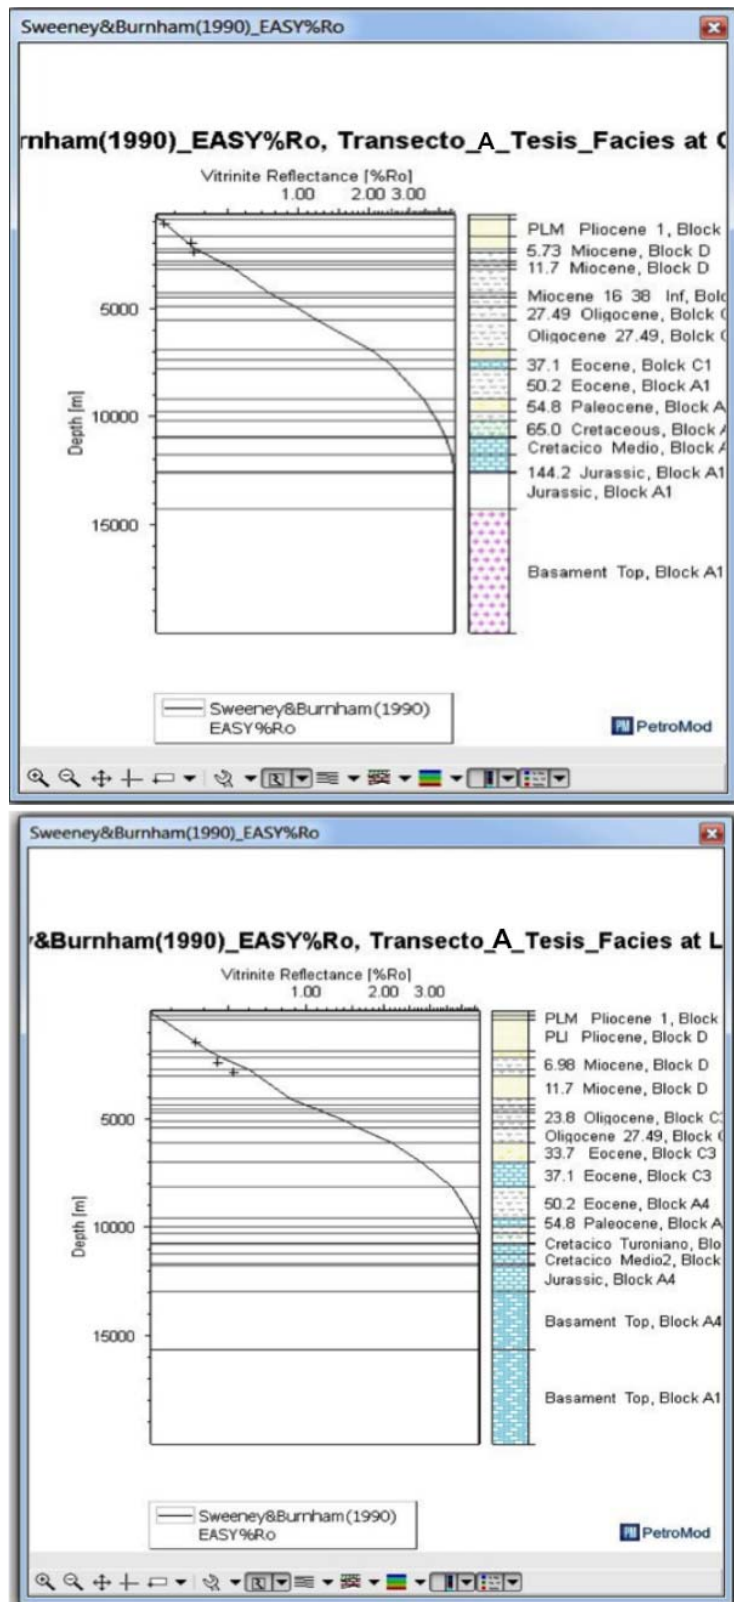 Sweeney&Burnham(1990)_EASY%Ro
rnham(1990)_EASY%Ro, Transecto_A_Tesis_Facies at
Vitrinite Reflectance [%Ro]
1.00 2.00 3.00
PLM Pliocene 1, Block
5.73 Miocene, Block D
11.7 Miocene, Block D
Miocene 16 38 Inf, Bolc
5000
27.49 Oligocene, Bolck
Oligocene 27.49, Bolck
37.1 Eocene, Bolck C1
50.2 Eocene, Block A1
54.8 Paleocene, Block A
10000
65.0 Cretaceous, Block
Cretacico Medio, Block
144.2 Jurassic, Block A1
Jurassic, Block A1
15000
Basament Top, Block A1
Depth [m]
Sweeney&Burnham(1990)
EASY%Ro
PM PetroMod
Sweeney&Burnham(1990)_EASY%Ro
y&Burnham(1990)_EASY%Ro, Transecto_A_Tesis_Facies at L
Vitrinite Reflectance [%Ro]
1.00 2.00 3.00
PLM Pliocene 1, Block
PLI Pliocene, Block D
6.98 Miocene, Block D
11.7 Miocene, Block D
5000
23.8 Oligocene, Block C
Oligocene 27.49, Block
33.7 Eocene, Block C3
37.1 Eocene, Block C3
50.2 Eocene, Block A4
54.8 Paleocene, Block A
10000
Cretacico Turoniano, Blo
Cretacico Medio2, Block
Jurassic, Block A4
Basament Top, Block A4
15000
Basament Top, Block A1
Depth [m]
Sweeney&Burnham(1990)
EASY%Ro
PM PetroMod